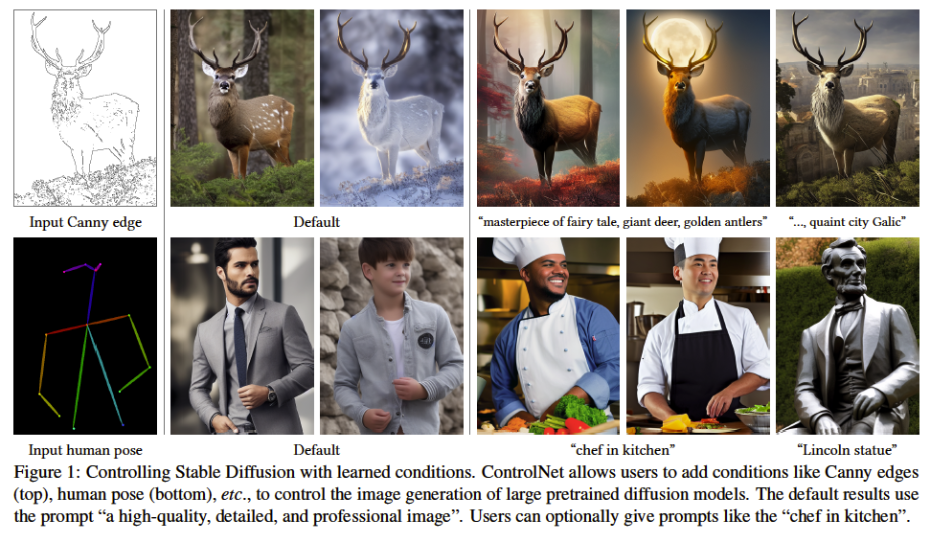 Input Canny edge
Default
“masterpiece of fairy tale, giant deer, golden antlers”
“..., quaint city Galic”
Input human pose
Default
“chef in kitchen”
“Lincoln statue”
Figure 1: Controlling Stable Diffusion with learned conditions. ControlNet allows users to add conditions like Canny edges
(top), human pose (bottom), etc., to control the image generation of large pretrained diffusion models. The default results use
the prompt “a high-quality, detailed, and professional image”. Users can optionally give prompts like the “chef in kitchen”.